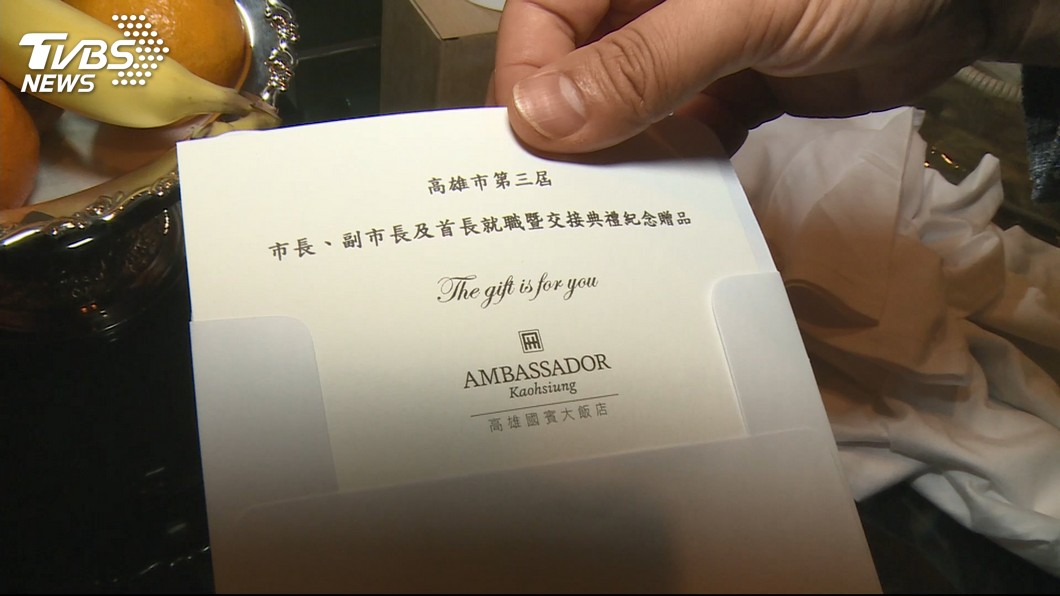 TVBS
NEWS
高雄市第三屆
市長、副市長及首長就職暨交接典禮紀念贈品
The gift is for you
AMBASSADOR
Kaohsiung
高雄國賓大飯店